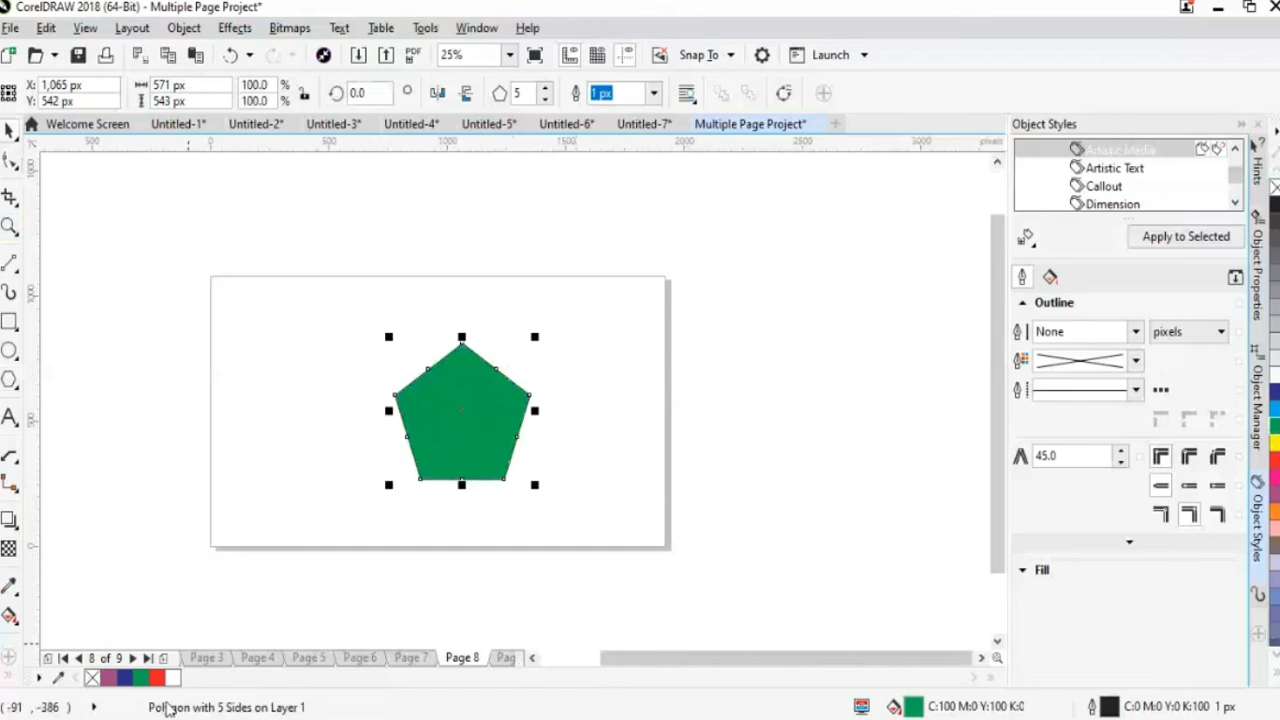 CorelDRAW 2018 (64-Bit) - Multiple Page Project*
File Edit View Layout Object Effects Bitmaps Text Table Tools Window Help
PDF 25% Snap To Launch
X: 1,065 px 571 px 100.0 % 0.0 5 1 px
Y: 542 px 543 px 100.0 %
Welcome Screen Untitled-1* Untitled-2* Untitled-3* Untitled-4* Untitled-5* Untitled-6* Untitled-7* Multiple Page Project*
500 0 500 1000 1500 2000 2500 3000 pixels
Object Styles
Artistic Media
Artistic Text
Callout
Dimension
Apply to Selected
Outline
None pixels
45.0
Fill
Hints
Object Properties
Object Manager
Object Styles
8 of 9 Page 3 Page 4 Page 5 Page 6 Page 7 Page 8 Pag
( -91 , -386 ) Polygon with 5 Sides on Layer 1 C:100 M:0 Y:100 K:0 C:0 M:0 Y:0 K:100 1 px